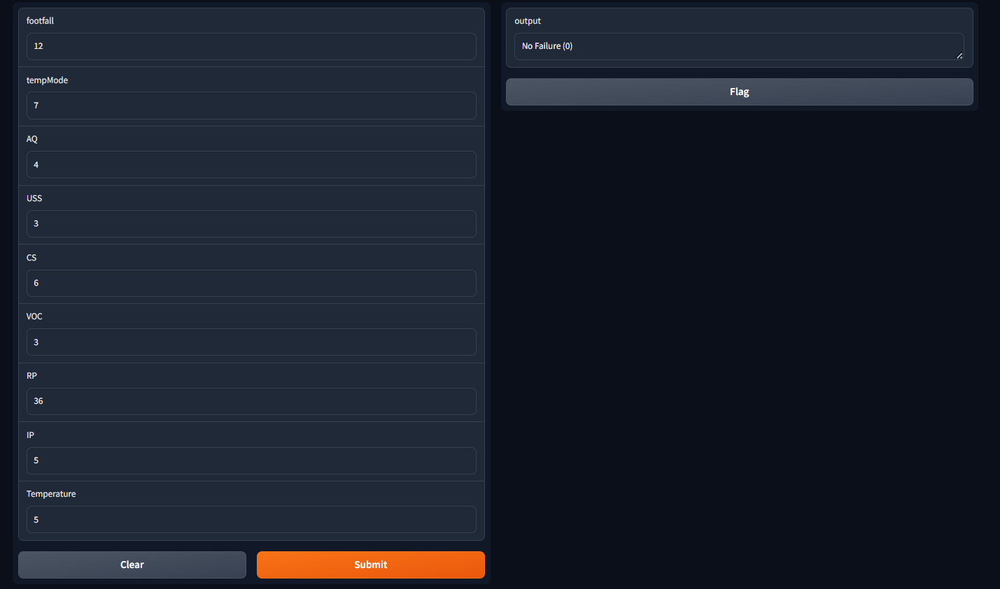 footfall
12
tempMode
7
AQ
4
USS
3
CS
6
VOC
3
RP
36
IP
5
Temperature
5
Clear
Submit
output
No Failure (0)
Flag